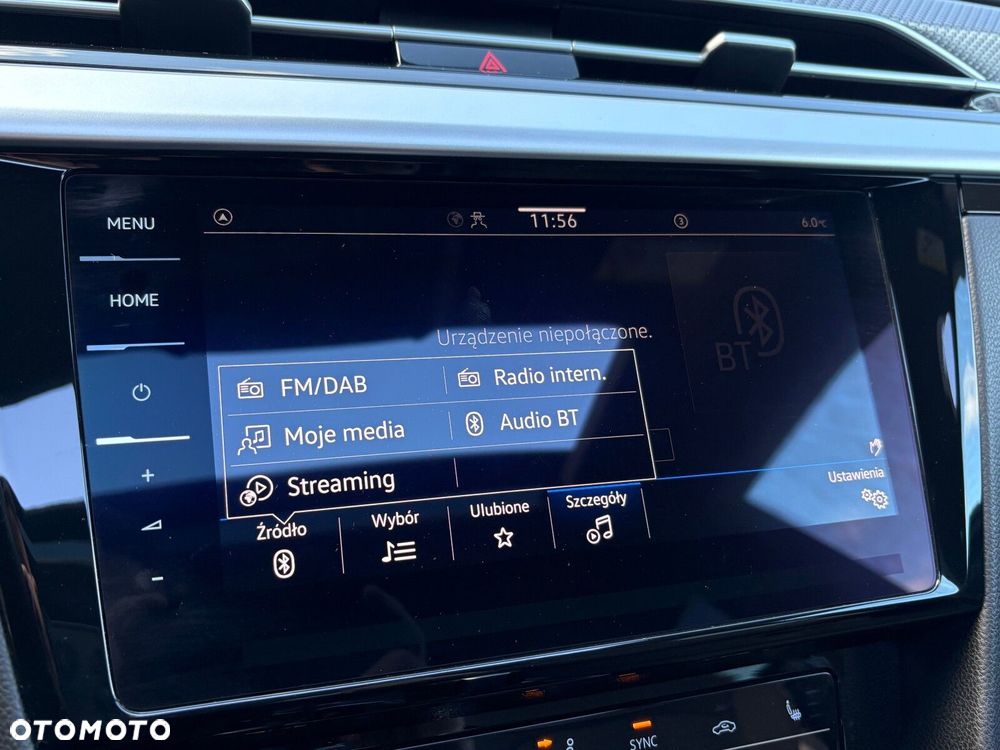 MENU
11:56
3
6.0°C
HOME
Urządzenie niepołączone.
BT
FM/DAB
Radio intern.
Moje media
Audio BT
Streaming
Ustawienia
Źródło
Wybór
Ulubione
Szczegóły
+
-
SYNC
OTOMOTO